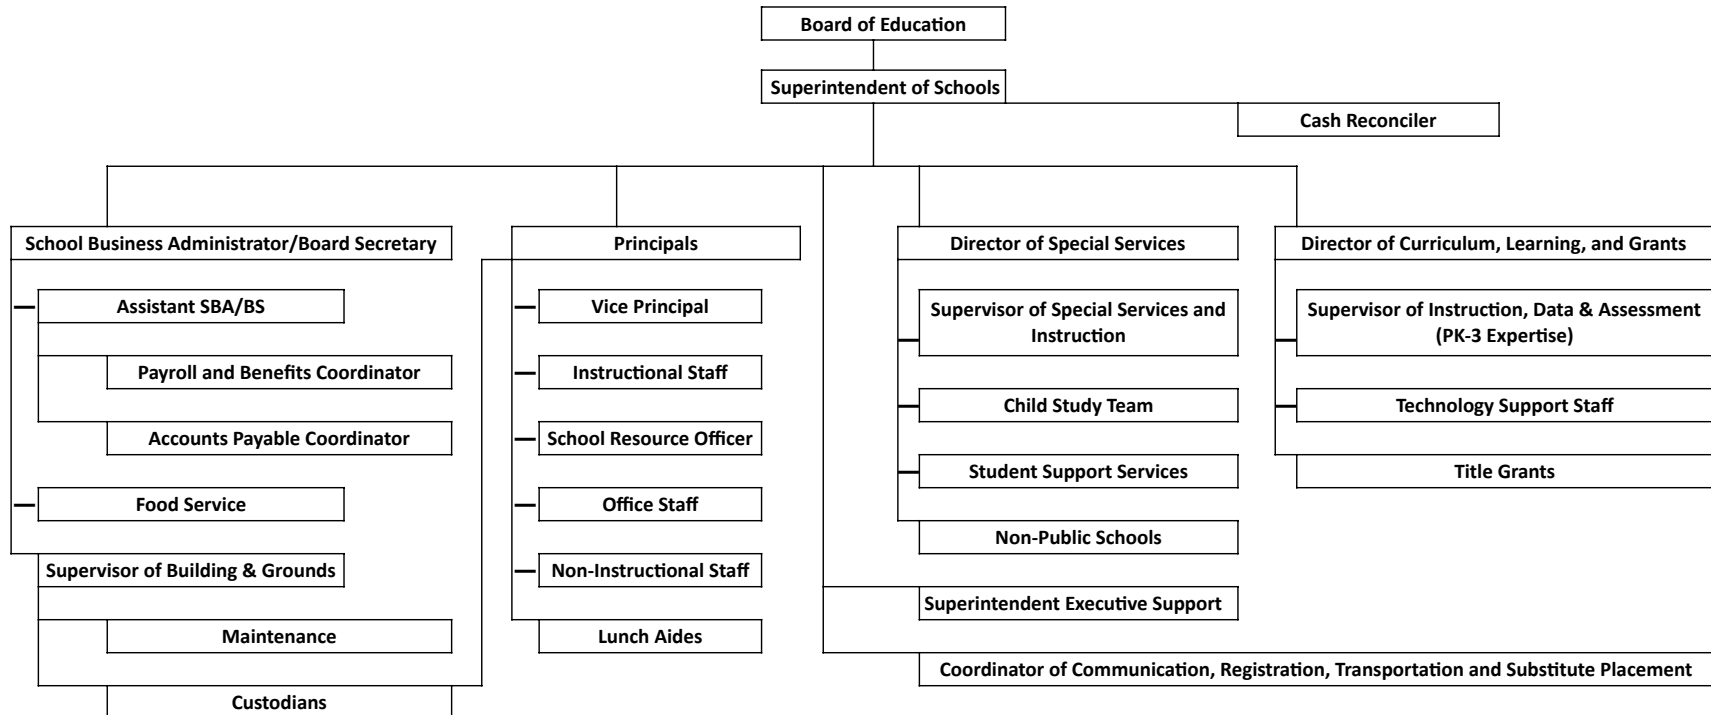 Board of Education
Superintendent of Schools
Cash Reconciler
School Business Administrator/Board Secretary
Assistant SBA/BS
Payroll and Benefits Coordinator
Accounts Payable Coordinator
Food Service
Supervisor of Building & Grounds
Maintenance
Custodians
Principals
Vice Principal
Instructional Staff
School Resource Officer
Office Staff
Non-Instructional Staff
Lunch Aides
Director of Special Services
Supervisor of Special Services and
Instruction
Child Study Team
Student Support Services
Non-Public Schools
Superintendent Executive Support
Coordinator of Communication, Registration, Transportation and Substitute Placement
Director of Curriculum, Learning, and Grants
Supervisor of Instruction, Data & Assessment
(PK-3 Expertise)
Technology Support Staff
Title Grants